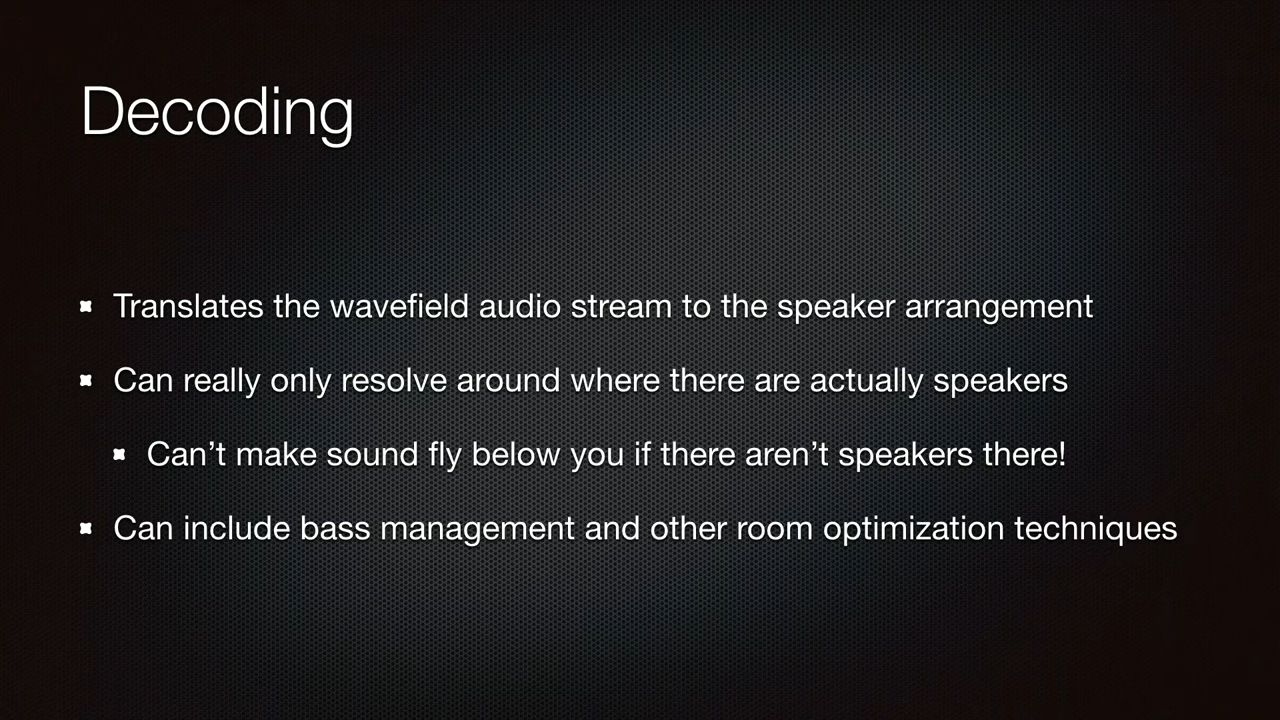 Decoding
Translates the wavefield audio stream to the speaker arrangement
Can really only resolve around where there are actually speakers
Can’t make sound fly below you if there aren’t speakers there!
Can include bass management and other room optimization techniques